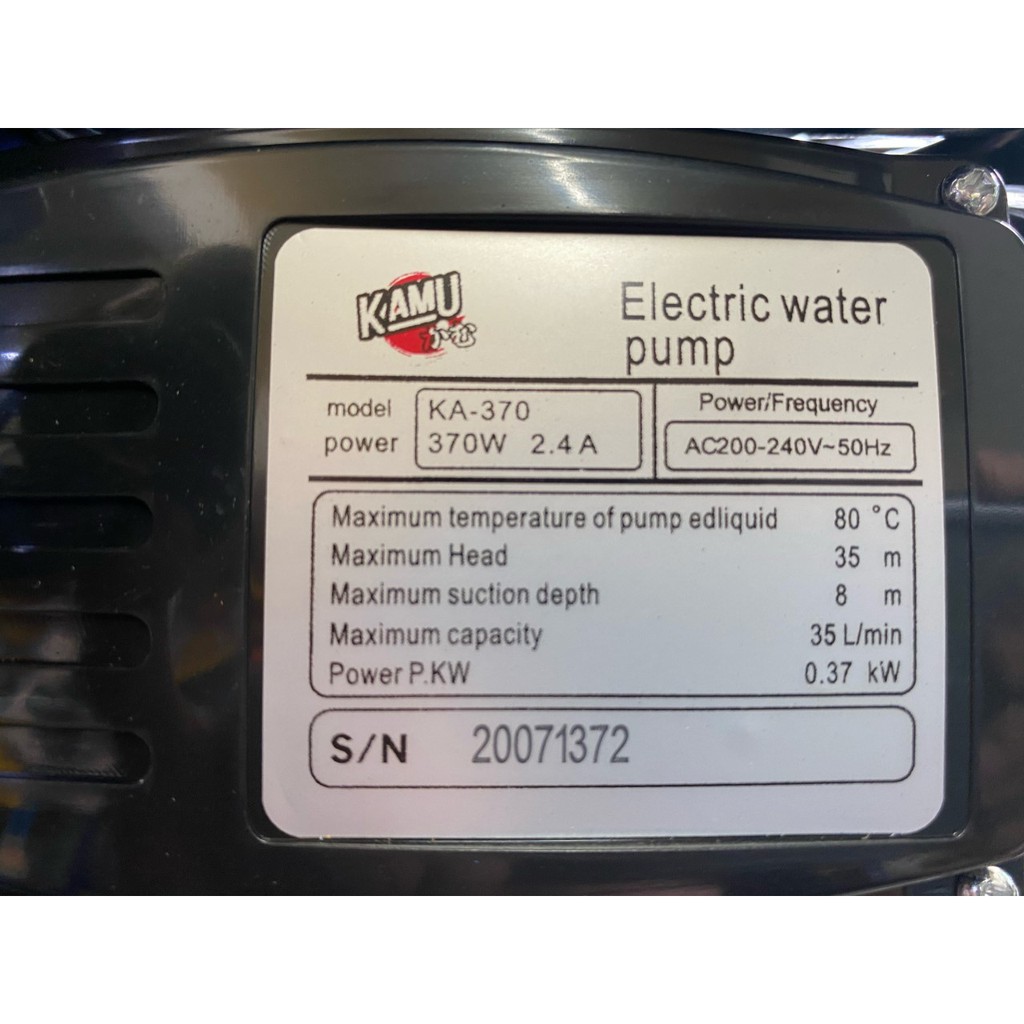 KAMU
かむ
Electric water
pump
model KA-370
power 370W 2.4 A
Power/Frequency
AC200-240V~50Hz
Maximum temperature of pump edliquid 80 °C
Maximum Head 35 m
Maximum suction depth 8 m
Maximum capacity 35 L/min
Power P.KW 0.37 kW
S/N 20071372